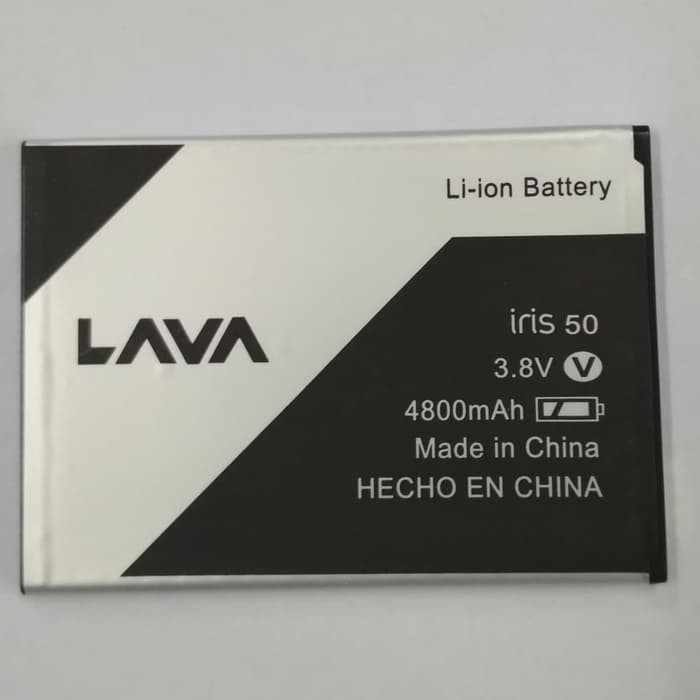 Li-ion Battery
LAVA
iris 50
3.8V V
4800mAh
Made in China
HECHO EN CHINA